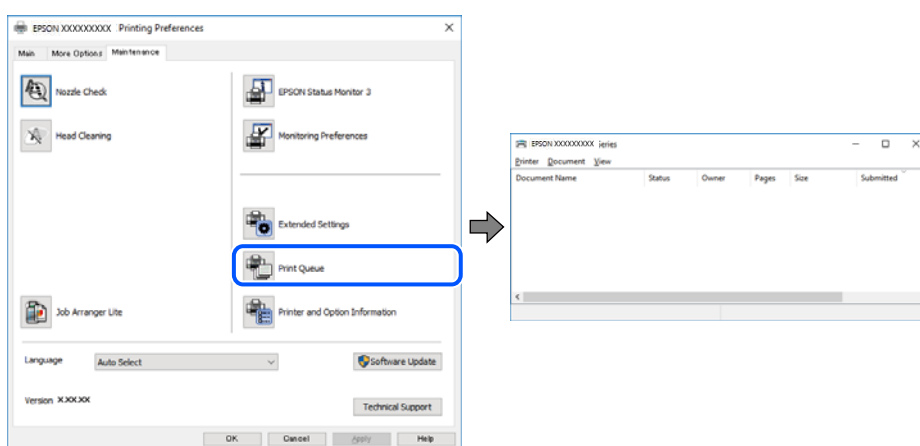 EPSON XXXXXXXXX Printing Preferences
Main More Options Maintenance
Nozzle Check
Head Cleaning
Job Arranger Lite
EPSON Status Monitor 3
Monitoring Preferences
Extended Settings
Print Queue
Printer and Option Information
Language Auto Select Software Update
Version X.XX.XX Technical Support
OK Cancel Apply Help
EPSON XXXXXXXXX ieries
Printer Document View
Document Name Status Owner Pages Size Submitted